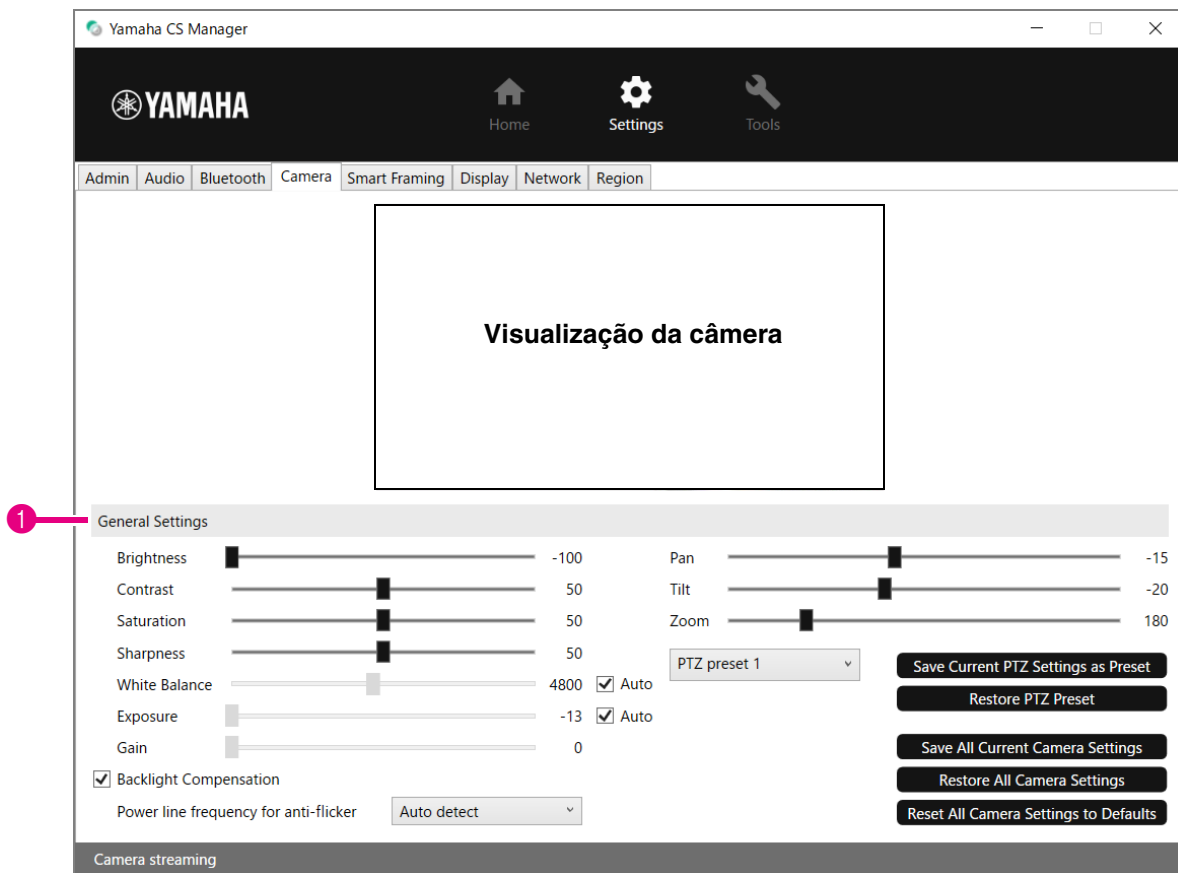 Yamaha CS Manager
YAMAHA
Home Settings Tools
Admin Audio Bluetooth Camera Smart Framing Display Network Region
Visualização da câmera
1
General Settings
Brightness -100
Contrast 50
Saturation 50
Sharpness 50
White Balance 4800 Auto
Exposure -13 Auto
Gain 0
Backlight Compensation
Power line frequency for anti-flicker Auto detect
Pan -15
Tilt -20
Zoom 180
PTZ preset 1
Save Current PTZ Settings as Preset
Restore PTZ Preset
Save All Current Camera Settings
Restore All Camera Settings
Reset All Camera Settings to Defaults
Camera streaming